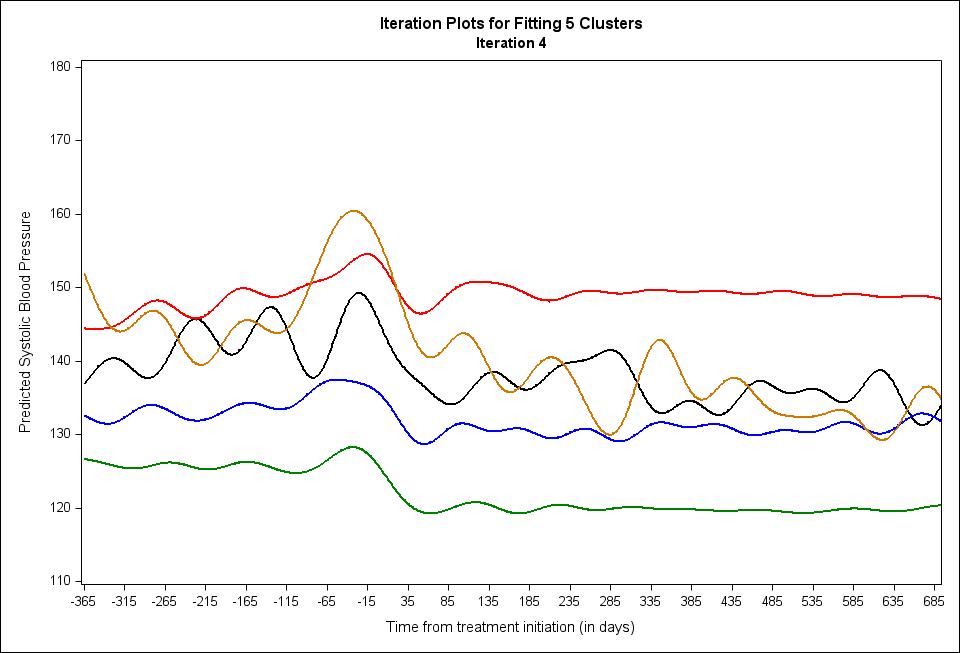 Iteration Plots for Fitting 5 Clusters
Iteration 4
Predicted Systolic Blood Pressure
180
170
160
150
140
130
120
110
-365 -315 -265 -215 -165 -115 -65 -15 35 85 135 185 235 285 335 385 435 485 535 585 635 685
Time from treatment initiation (in days)